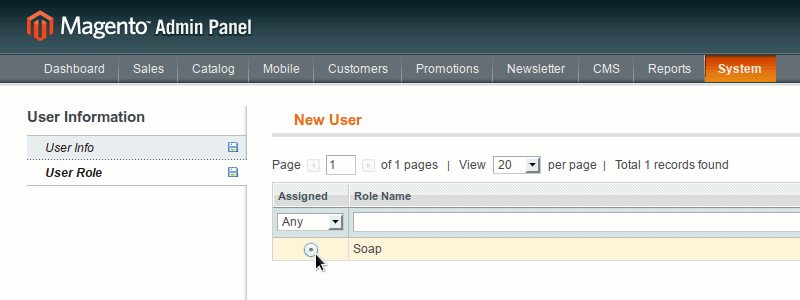 Magento™ Admin Panel
Dashboard Sales Catalog Mobile Customers Promotions Newsletter CMS Reports System
User Information
User Info
User Role
New User
Page 1 of 1 pages | View 20 per page | Total 1 records found
Assigned Role Name
Any
Soap